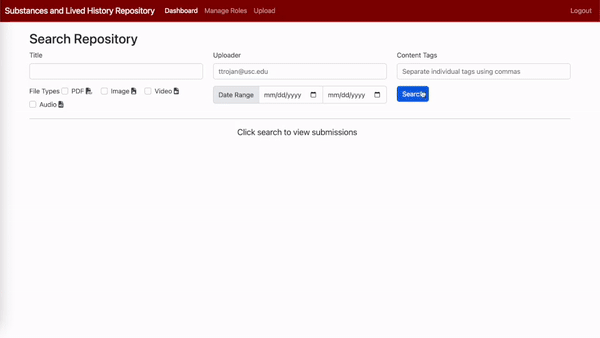 Substances and Lived History Repository Dashboard Manage Roles Upload Logout
Search Repository
Title Uploader Content Tags
ttrojan@usc.edu Separate individual tags using commas
File Types PDF Image Video Date Range mm/dd/yyyy mm/dd/yyyy Search
Audio
Click search to view submissions